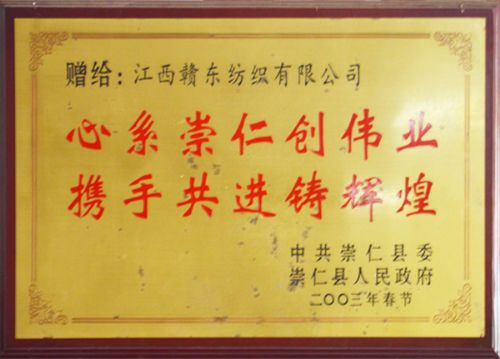 赠给：江西赣东纺织有限公司
心系崇仁创伟业
携手共进铸辉煌
中共崇仁县委
崇仁县人民政府
二〇〇三年春节